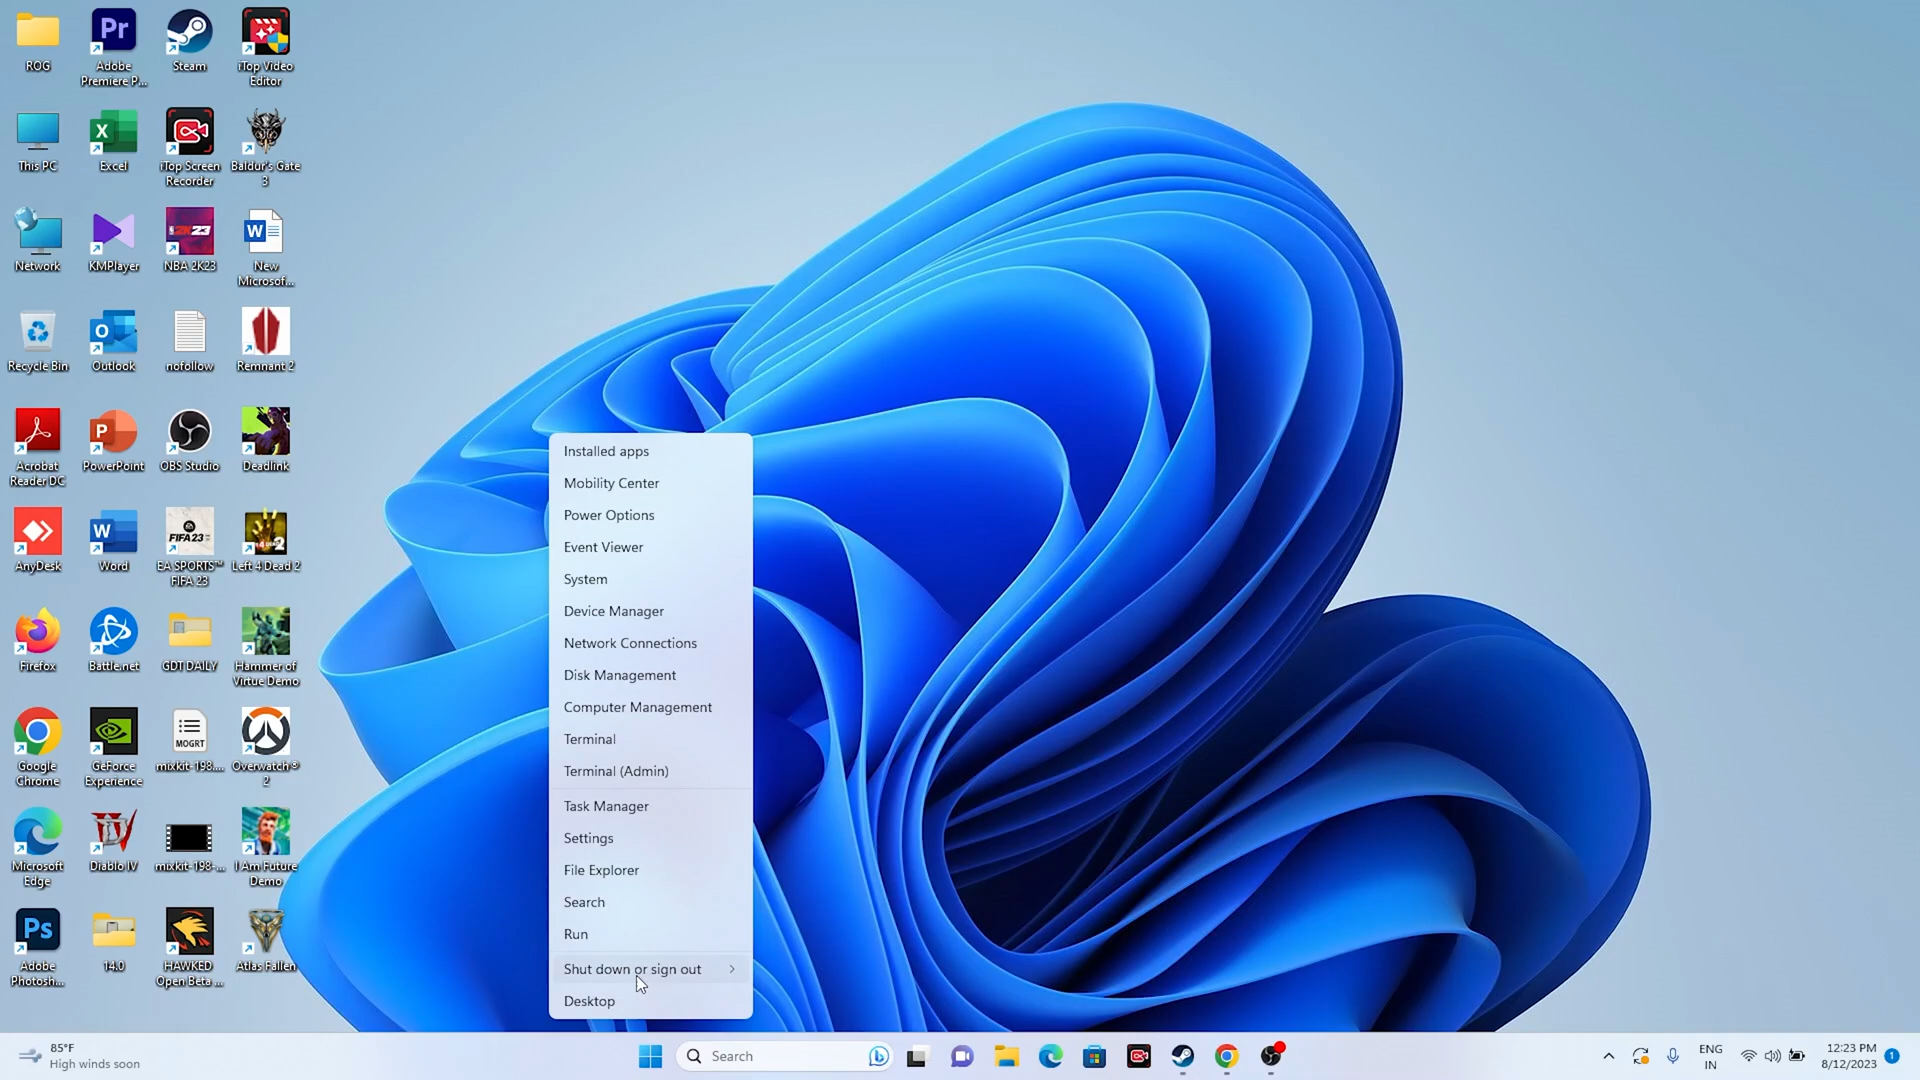 ROG
Adobe
Premiere P...
Steam
iTop Video
Editor
This PC
Excel
iTop Screen
Recorder
Baldur's Gate
3
Network
KMPlayer
NBA 2K23
New
Microsof...
Recycle Bin
Outlook
nofollow
Remnant 2
Acrobat
Reader DC
PowerPoint
OBS Studio
Deadlink
AnyDesk
Word
EA SPORTS™
FIFA 23
Left 4 Dead 2
Firefox
Battle.net
GDT DAILY
Hammer of
Virtue Demo
Google
Chrome
GeForce
Experience
MOGRT
mixkit-198....
Overwatch®
2
Microsoft
Edge
Diablo IV
mixkit-198-...
I Am Future
Demo
Adobe
Photosh...
14.0
HAWKED
Open Beta ...
Atlas Fallen
Installed apps
Mobility Center
Power Options
Event Viewer
System
Device Manager
Network Connections
Disk Management
Computer Management
Terminal
Terminal (Admin)
Task Manager
Settings
File Explorer
Search
Run
Shut down or sign out
Desktop
85°F
High winds soon
Search
ENG
IN
12:23 PM
8/12/2023
1